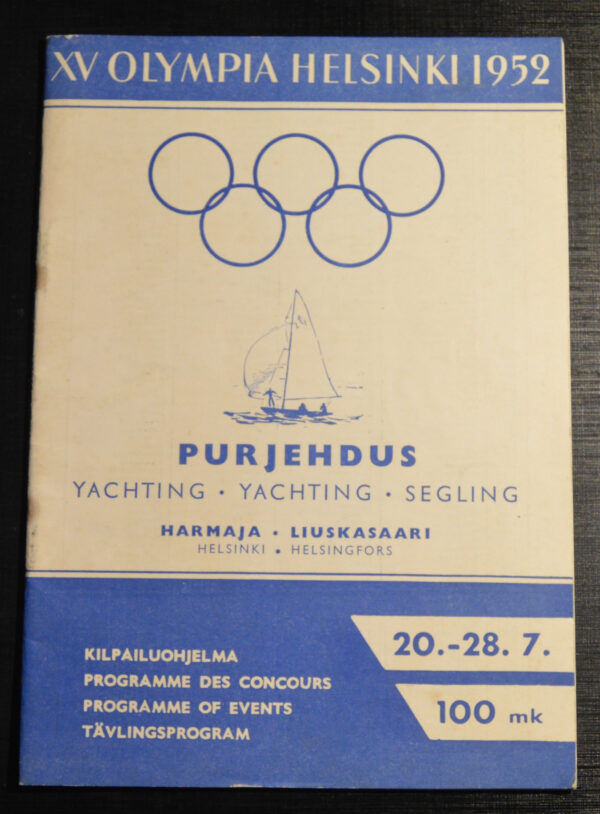 XV OLYMPIA HELSINKI 1952
PURJEHDUS
YACHTING · YACHTING · SEGLING
HARMAJA · LIUSKASAARI
HELSINKI · HELSINGFORS
KILPAILUOHJELMA
PROGRAMME DES CONCOURS
PROGRAMME OF EVENTS
TÄVLINGSPROGRAM
20.-28. 7.
100 mk